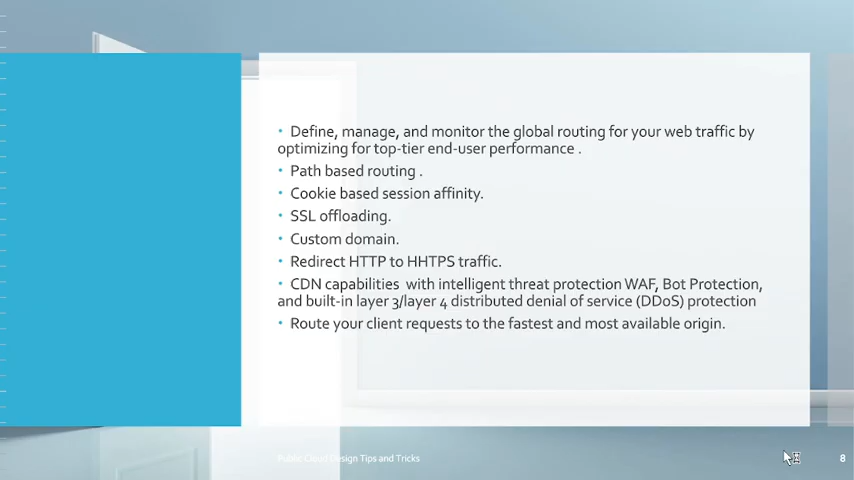 • Define, manage, and monitor the global routing for your web traffic by
optimizing for top-tier end-user performance .
• Path based routing .
• Cookie based session affinity.
• SSL offloading.
• Custom domain.
• Redirect HTTP to HHTPS traffic.
• CDN capabilities  with intelligent threat protection WAF, Bot Protection,
and built-in layer 3/layer 4 distributed denial of service (DDoS) protection
• Route your client requests to the fastest and most available origin.
Public Cloud Design Tips and Tricks
8